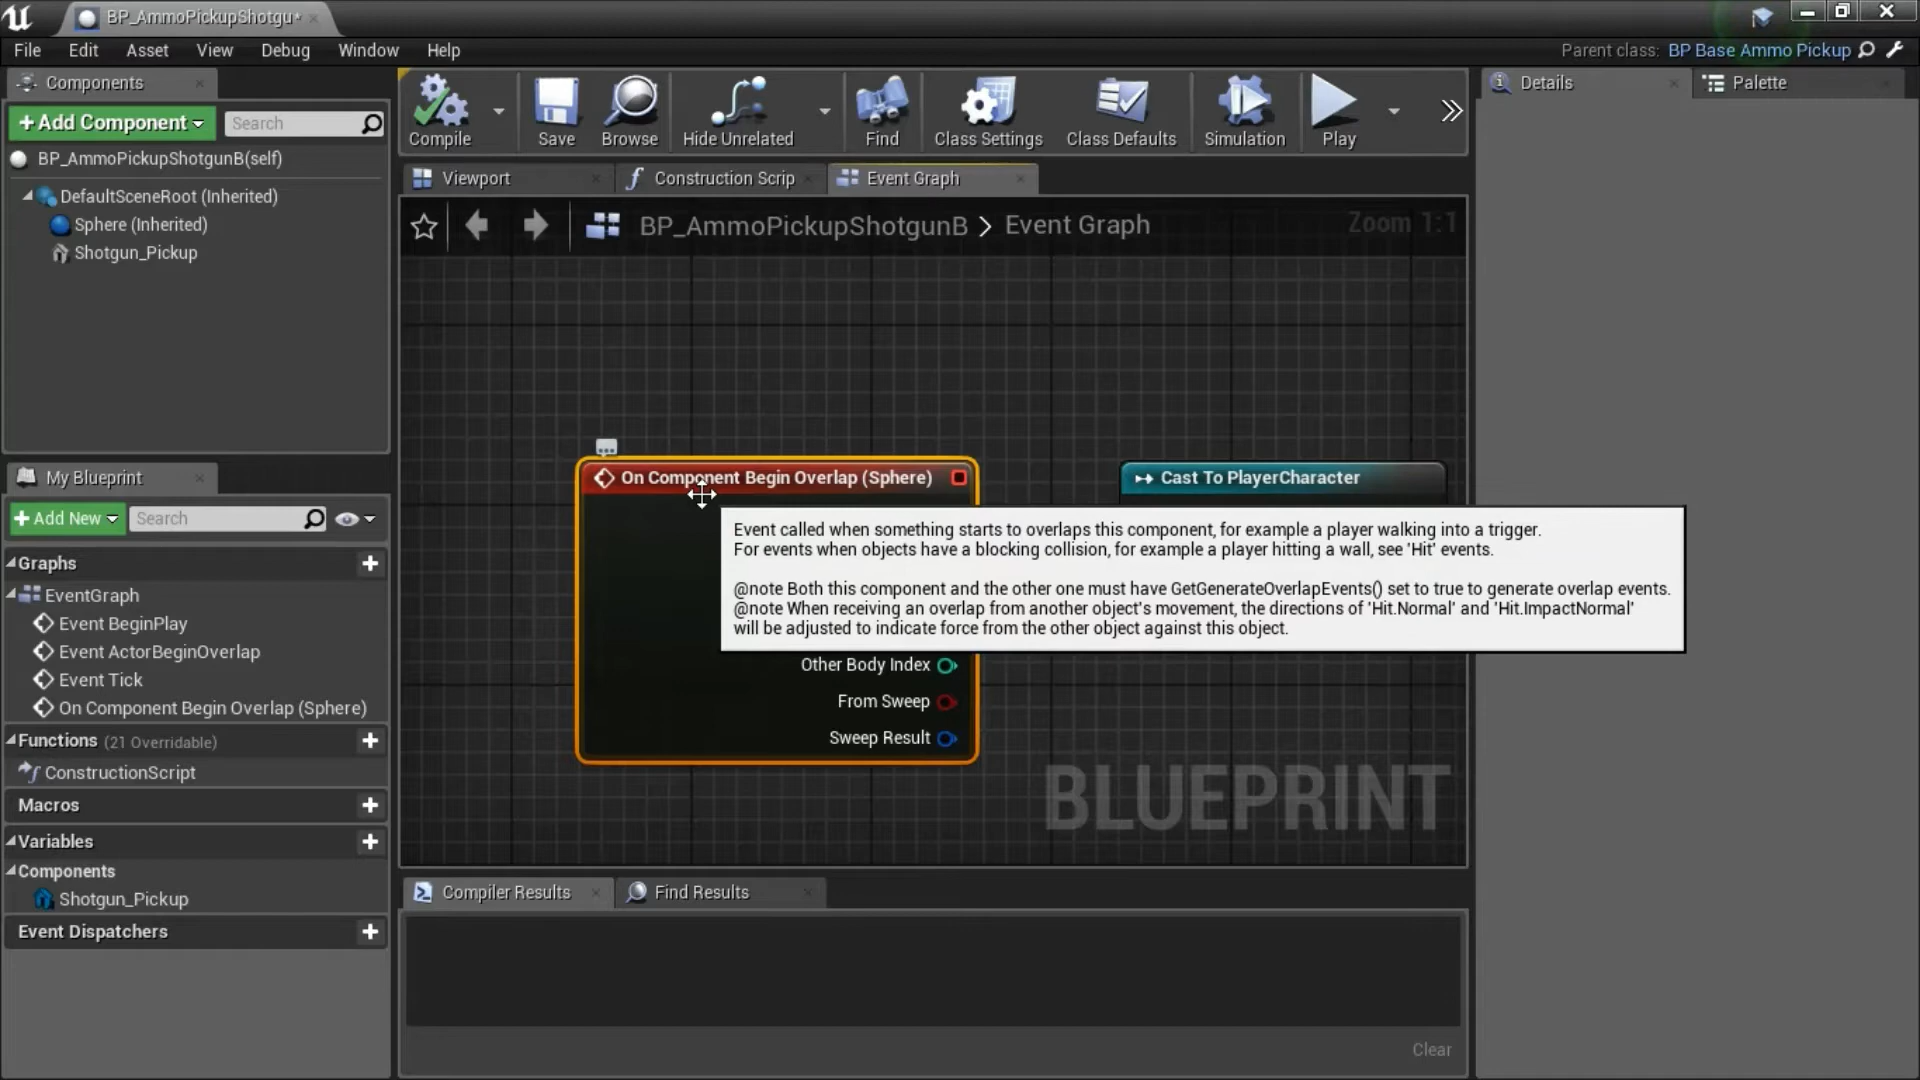 BP_AmmoPickupShotgu*
File Edit Asset View Debug Window Help
Parent class: BP Base Ammo Pickup
Components
+Add Component
Search
BP_AmmoPickupShotgunB(self)
DefaultSceneRoot (Inherited)
Sphere (Inherited)
Shotgun_Pickup
My Blueprint
+Add New
Search
Graphs
EventGraph
Event BeginPlay
Event ActorBeginOverlap
Event Tick
On Component Begin Overlap (Sphere)
Functions (21 Overridable)
ConstructionScript
Macros
Variables
Components
Shotgun_Pickup
Event Dispatchers
Compile
Save
Browse
Hide Unrelated
Find
Class Settings
Class Defaults
Simulation
Play
Viewport
Construction Scrip
Event Graph
BP_AmmoPickupShotgunB > Event Graph
Zoom 1:1
On Component Begin Overlap (Sphere)
Cast To PlayerCharacter
Event called when something starts to overlaps this component, for example a player walking into a trigger.
For events when objects have a blocking collision, for example a player hitting a wall, see 'Hit' events.
@note Both this component and the other one must have GetGenerateOverlapEvents() set to true to generate overlap events.
@note When receiving an overlap from another object's movement, the directions of 'Hit.Normal' and 'Hit.ImpactNormal'
will be adjusted to indicate force from the other object against this object.
Other Body Index
From Sweep
Sweep Result
BLUEPRINT
Compiler Results
Find Results
Clear
Details
Palette